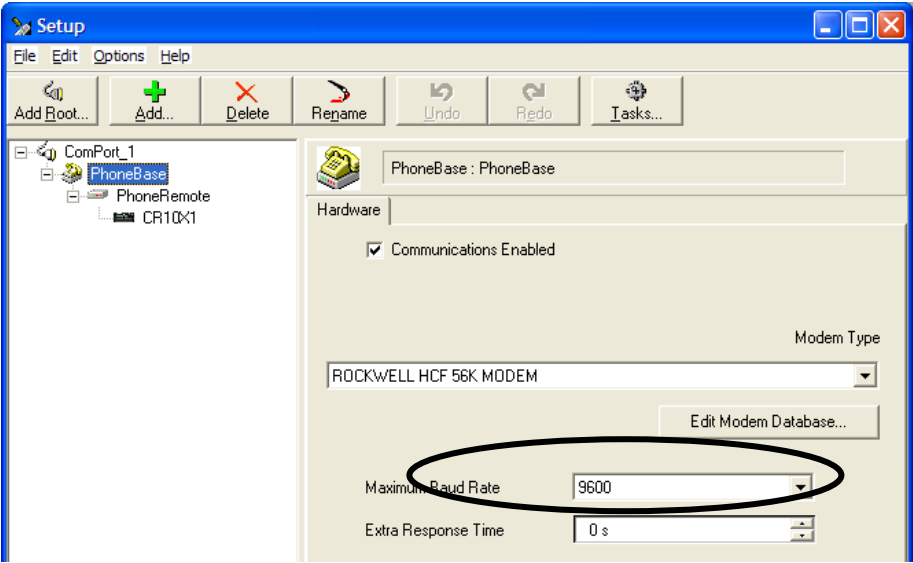 Setup
File Edit Options Help
Add Root... Add... Delete Rename Undo Redo Tasks...
ComPort_1
PhoneBase
PhoneRemote
CR10X1
PhoneBase : PhoneBase
Hardware
Communications Enabled
Modem Type
ROCKWELL HCF 56K MODEM
Edit Modem Database...
Maximum Baud Rate 9600
Extra Response Time 0 s